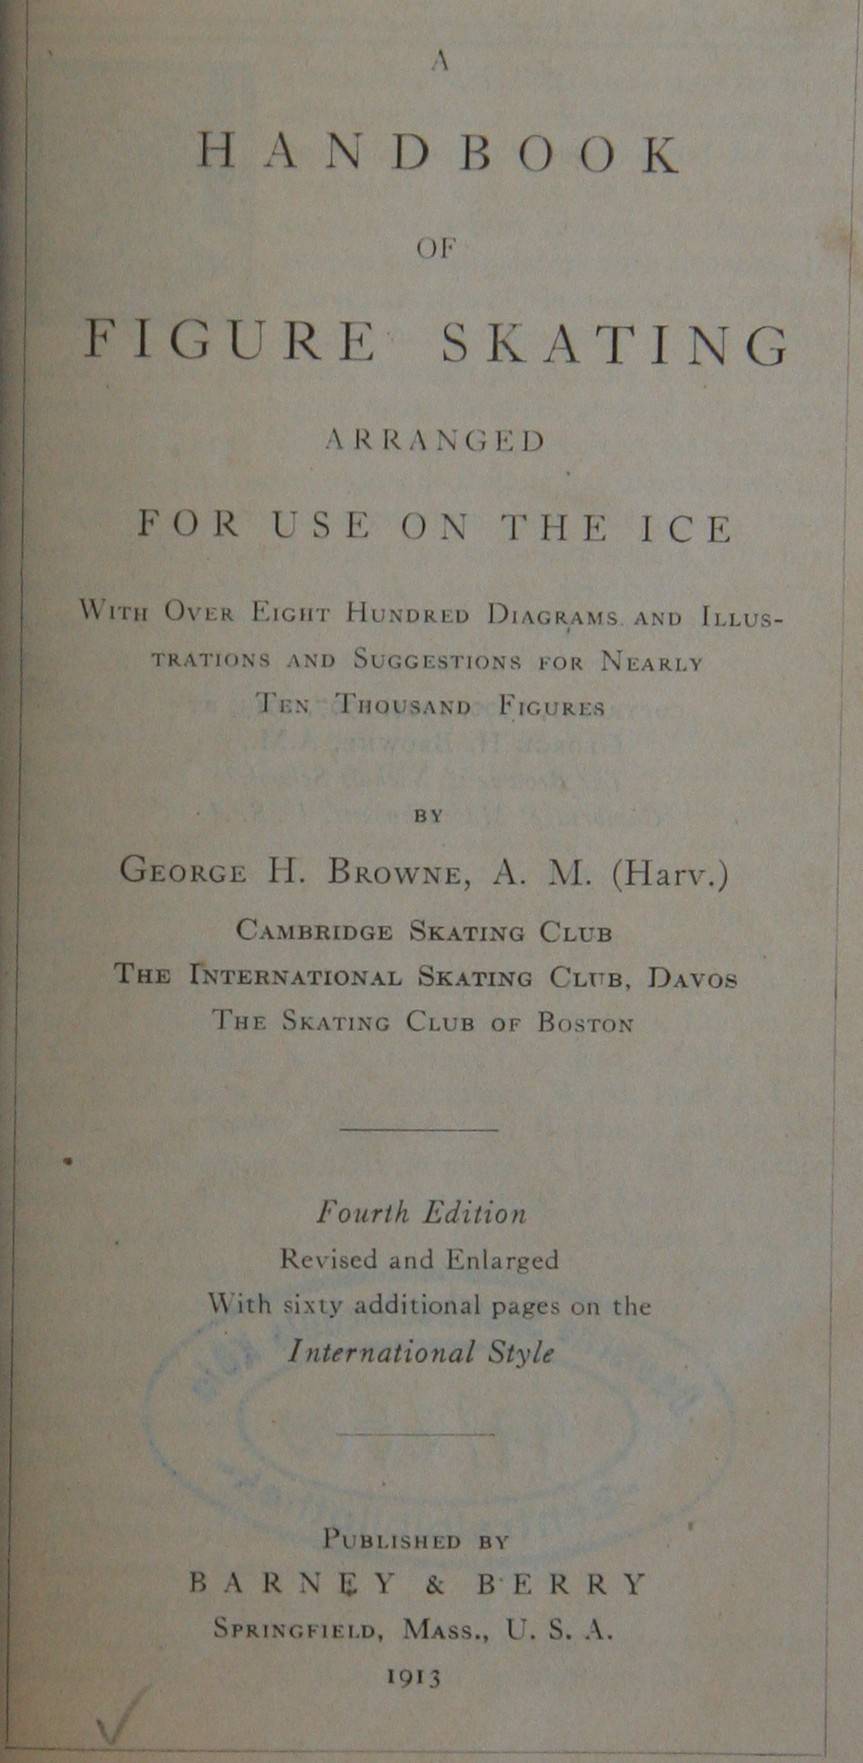 A
HANDBOOK
OF
FIGURE SKATING
ARRANGED
FOR USE ON THE ICE
WITH OVER EIGHT HUNDRED DIAGRAMS AND ILLUS-
TRATIONS AND SUGGESTIONS FOR NEARLY
TEN THOUSAND FIGURES
BY
GEORGE H. BROWNE, A. M. (Harv.)
CAMBRIDGE SKATING CLUB
THE INTERNATIONAL SKATING CLUB, DAVOS
THE SKATING CLUB OF BOSTON
Fourth Edition
Revised and Enlarged
With sixty additional pages on the
International Style
PUBLISHED BY
BARNEY & BERRY
SPRINGFIELD, MASS., U. S. A.
1913